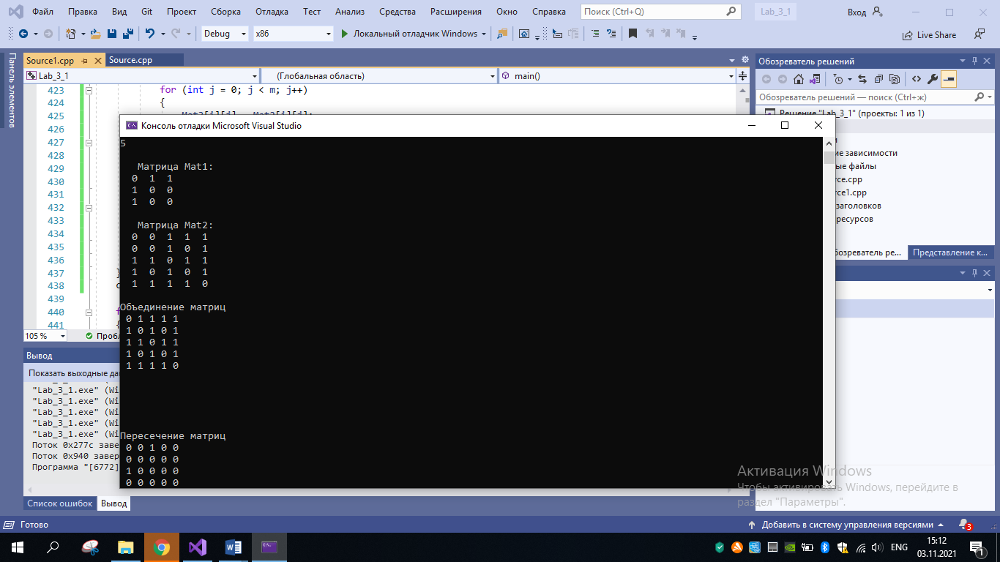 Файл Правка Вид Git Проект Сборка Отладка Тест Анализ Средства Расширения Окно Справка Поиск (Ctrl+Q) Lab_3_1 Вход
Debug x86 Локальный отладчик Windows Live Share
Панель элементов
Source1.cpp Source.cpp
Lab_3_1 (Глобальная область) main()
423 for (int j = 0; j < m; j++)
424 {
425
426
427
428
429
430
431
432
433
434
435
436
437 }
438
439
440
441 {
105 %
Консоль отладки Microsoft Visual Studio
5
Матрица Mat1:
0 1 1
1 0 0
1 0 0
Матрица Mat2:
0 0 1 1 1
0 0 1 0 1
1 1 0 1 1
1 0 1 0 1
1 1 1 1 0
Объединение матриц
0 1 1 1 1
1 0 1 0 1
1 1 0 1 1
1 0 1 0 1
1 1 1 1 0
Пересечение матриц
0 0 1 0 0
0 0 0 0 0
1 0 0 0 0
0 0 0 0 0
Обозреватель решений
Обозреватель решений — поиск (Ctrl+ж)
Решение "Lab_3_1" (проекты: 1 из 1)
ие зависимости
ые файлы
rce.cpp
rce1.cpp
заголовков
ресурсов
бозреватель ре... Представление к...
Вывод
Показать выходные да
"Lab_3_1.exe" (Wi
"Lab_3_1.exe" (Wi
"Lab_3_1.exe" (Wi
"Lab_3_1.exe" (Wi
"Lab_3_1.exe" (Wi
Поток 0x277c заве
Поток 0x940 завер
Программа "[6772]
Список ошибок Вывод
Активация Windows
Чтобы активировать Windows, перейдите в
раздел "Параметры".
Готово Добавить в систему управления версиями 3
ENG 15:12
03.11.2021
1